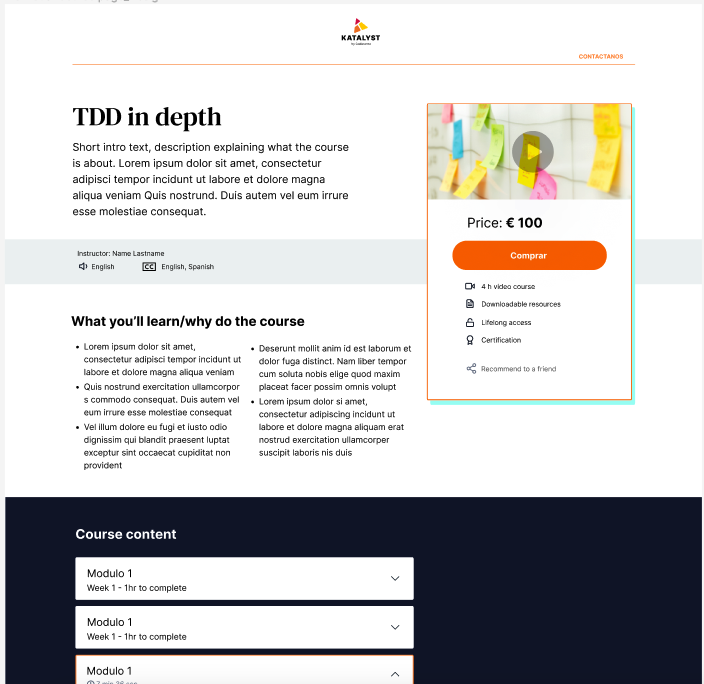 KATALYST
by Codesai
CONTACTANOS
TDD in depth
Short intro text, description explaining what the course
is about. Lorem ipsum dolor sit amet, consectetur
adipisci tempor incidunt ut labore et dolore magna
aliqua veniam Quis nostrund. Duis autem vel eum irrure
esse molestiae consequat.
Price: € 100
Comprar
Instructor: Name Lastname
English
CC English, Spanish
4 h video course
Downloadable resources
Lifelong access
Certification
Recommend to a friend
What you’ll learn/why do the course
• Lorem ipsum dolor sit amet,
consectetur adipisci tempor incidunt ut
labore et dolore magna aliqua veniam
• Quis nostrund exercitation ullamcorpor
s commodo consequat. Duis autem vel
eum irrure esse molestiae consequat
• Vel illum dolore eu fugi et iusto odio
dignissim qui blandit praesent luptat
exceptur sint occaecat cupiditat non
provident
• Deserunt mollit anim id est laborum et
dolor fuga distinct. Nam liber tempor
cum soluta nobis elige quod maxim
placeat facer possim omnis volupt
• Lorem ipsum dolor si amet,
consectetur adipiscing incidunt ut
labore et dolore magna aliquam erat
nostrud exercitation ullamcorper
suscipit laboris nis duis
Course content
Modulo 1
Week 1 - 1hr to complete
Modulo 1
Week 1 - 1hr to complete
Modulo 1